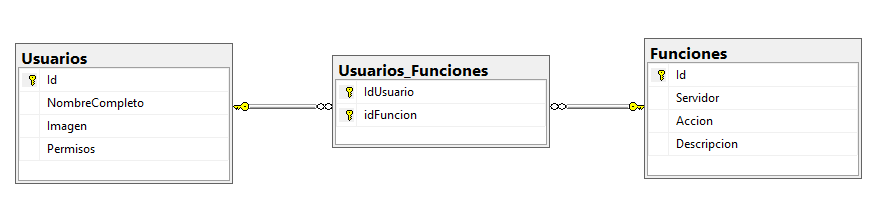 Usuarios
Id
NombreCompleto
Imagen
Permisos
Usuarios_Funciones
IdUsuario
idFuncion
Funciones
Id
Servidor
Accion
Descripcion